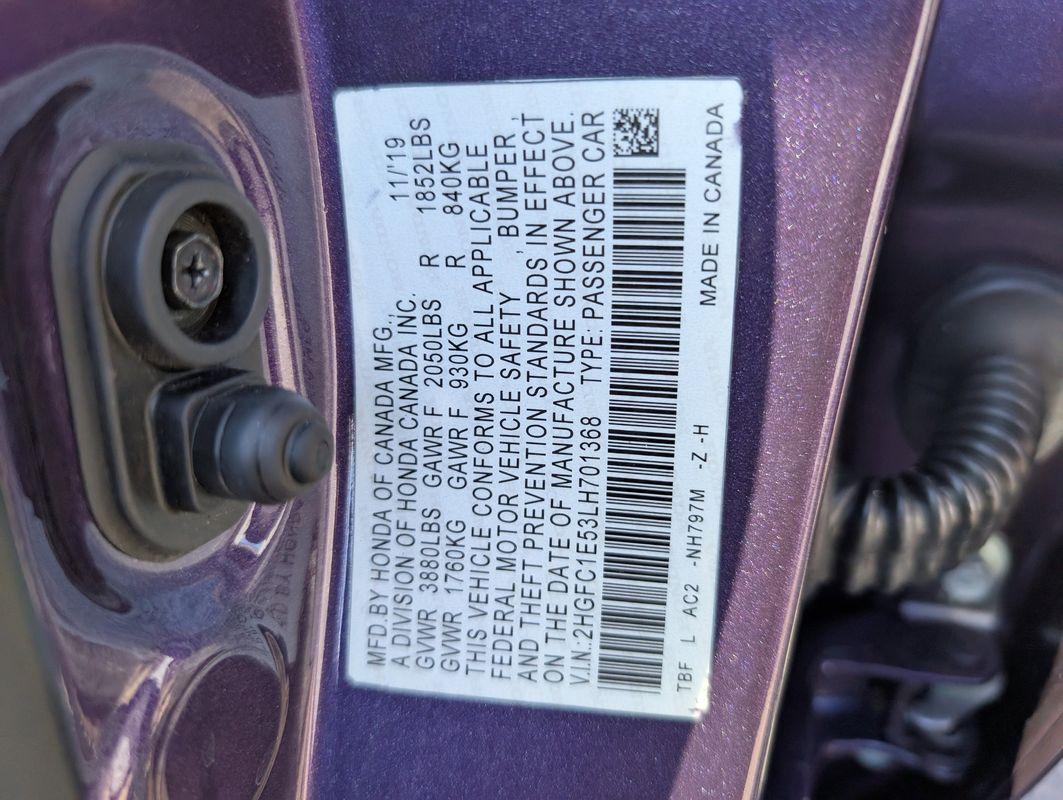 MFD.BY HONDA OF CANADA MFG.,
A DIVISION OF HONDA CANADA INC. 11/19
GVWR 3880LBS GAWR F 2050LBS R 1852LBS
GVWR 1760KG GAWR F 930KG R 840KG
THIS VEHICLE CONFORMS TO ALL APPLICABLE
FEDERAL MOTOR VEHICLE SAFETY , BUMPER ,
AND THEFT PREVENTION STANDARDS IN EFFECT
ON THE DATE OF MANUFACTURE SHOWN ABOVE.
V.I.N.:2HGFC1E53LH701368 TYPE: PASSENGER CAR
TBF L AC2 -NH797M -Z -H
MADE IN CANADA